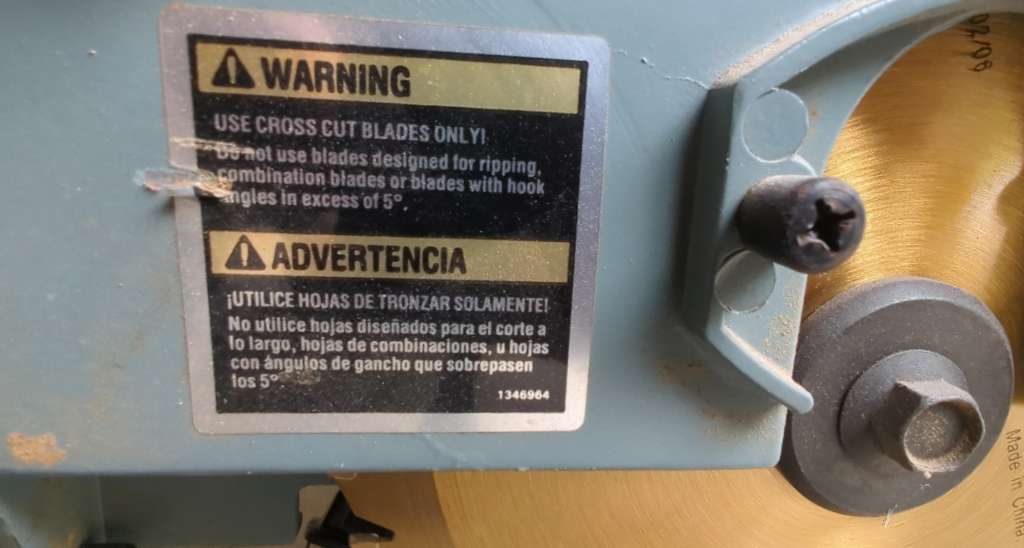 WARNING
USE CROSS CUT BLADES ONLY!
Do not use blades designed for ripping,
combination blades or blades with hook
angles in excess of 5°.
ADVERTENCIA
¡UTILICE HOJAS DE TRONZAR SOLAMENTE!
No utilice hojas diseñados para el corte a
lo largo, hojas de combinaciones, u hojas
con ángulos de gancho que sobrepasen
los 5°
1346964
Made in China.